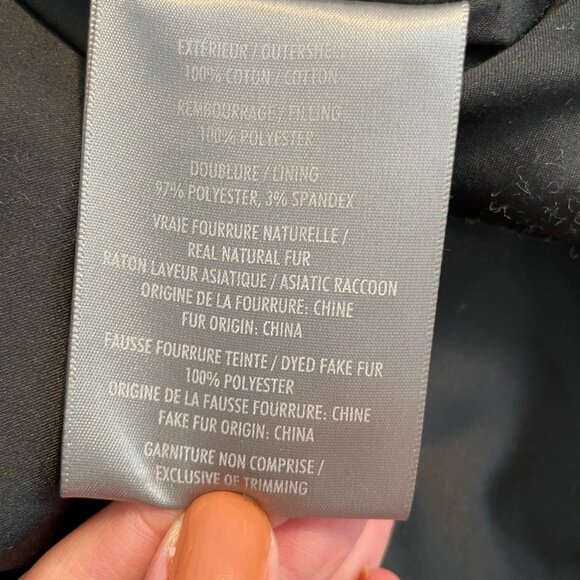 EXTÉRIEUR / OUTERSHELL
100% COTON / COTTON
REMBOURRAGE / FILLING
100% POLYESTER
DOUBLURE / LINING
97% POLYESTER, 3% SPANDEX
VRAIE FOURRURE NATURELLE /
REAL NATURAL FUR
RATON LAVEUR ASIATIQUE / ASIATIC RACCOON
ORIGINE DE LA FOURRURE: CHINE
FUR ORIGIN: CHINA
FAUSSE FOURRURE TEINTE / DYED FAKE FUR
100% POLYESTER
ORIGINE DE LA FAUSSE FOURRURE: CHINE
FAKE FUR ORIGIN: CHINA
GARNITURE NON COMPRISE /
EXCLUSIVE OF TRIMMING